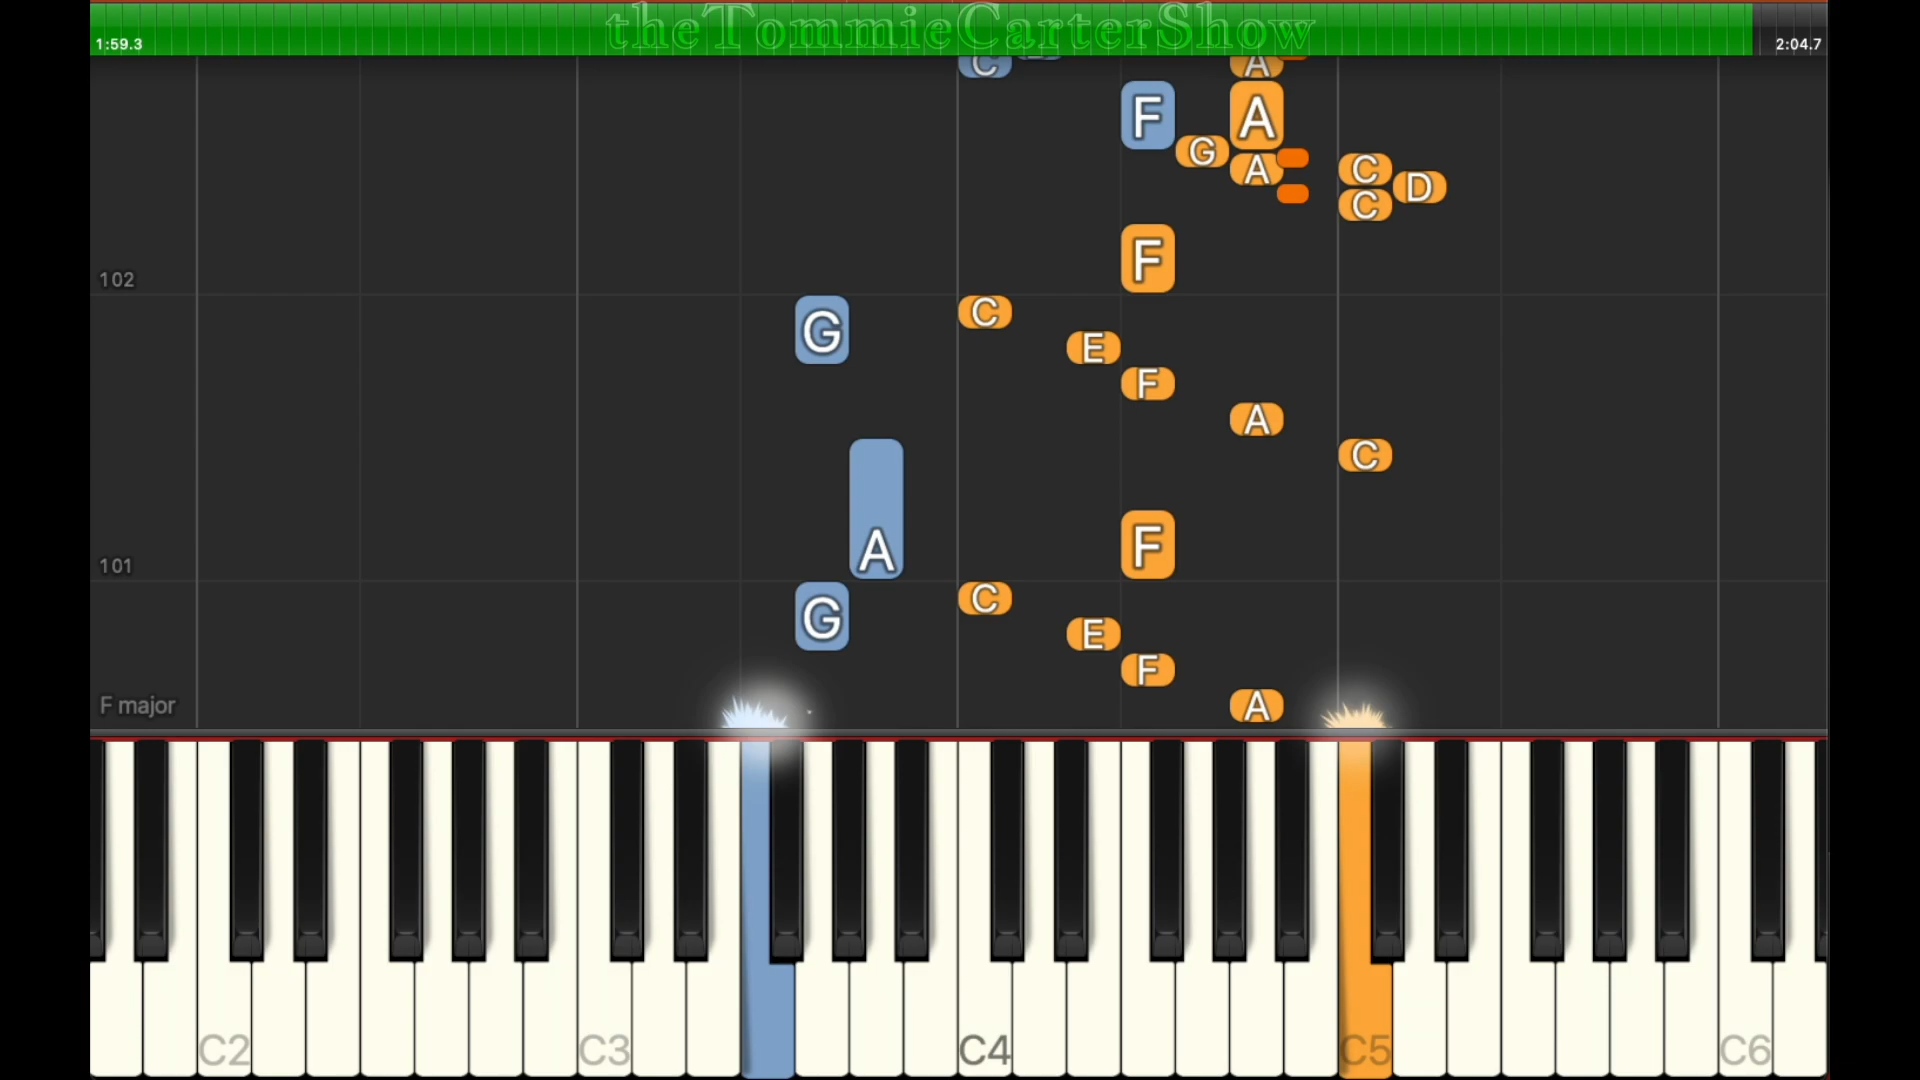 theTommieCarterShow
1:59.3
2:04.7
C
A
F
A
G
A
C
D
C
F
102
G
C
E
F
A
C
A
F
101
G
C
E
F
A
F major
C2
C3
C4
C5
C6